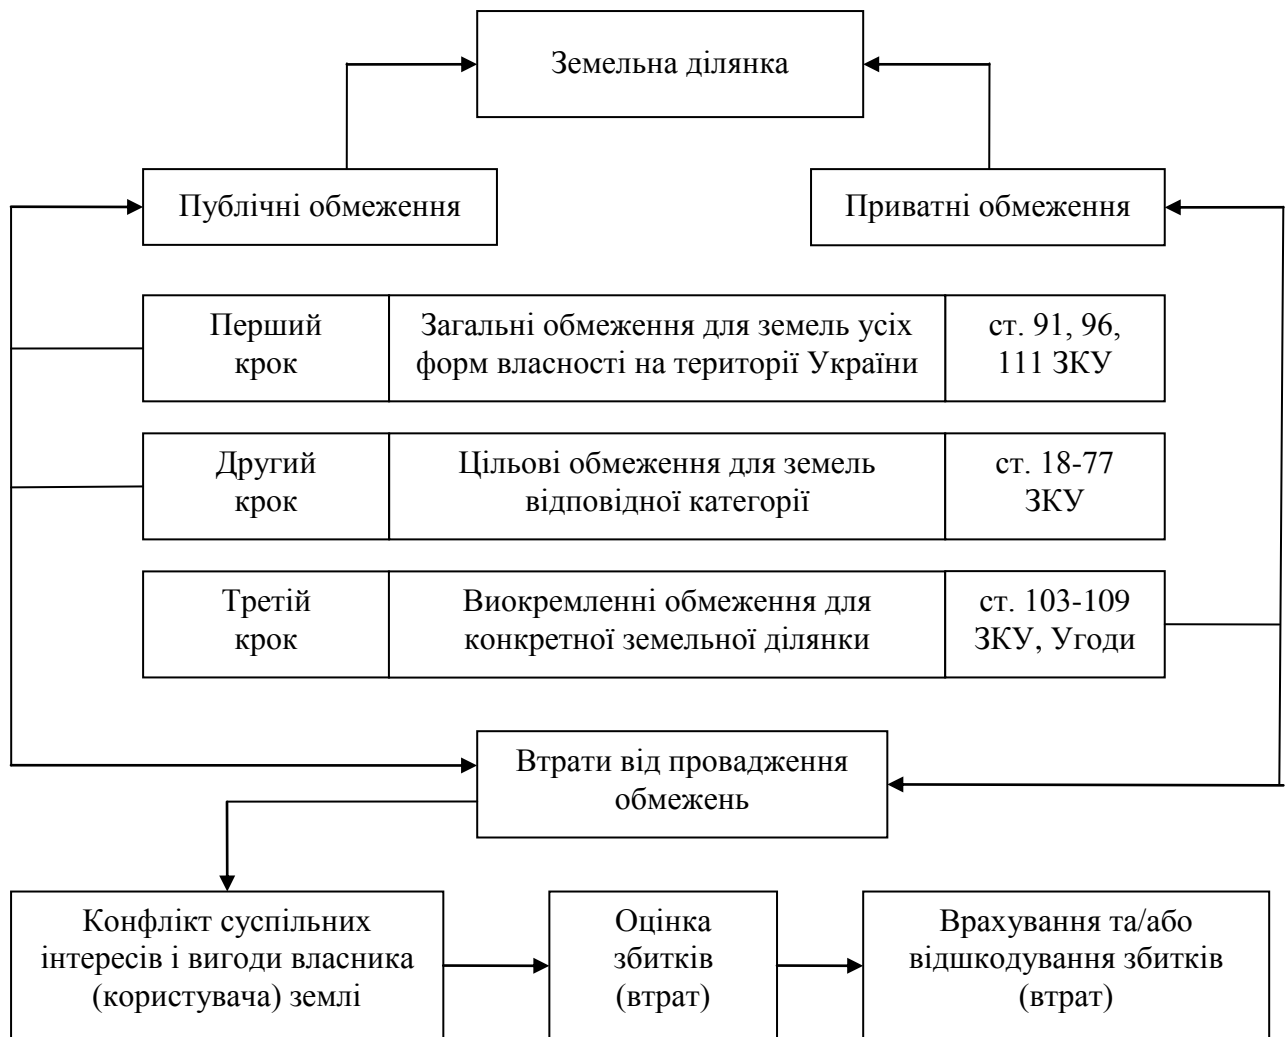 Земельна ділянка
Публічні обмеження
Приватні обмеження
Перший
крок
Загальні обмеження для земель усіх
форм власності на території України
ст. 91, 96,
111 ЗКУ
Другий
крок
Цільові обмеження для земель
відповідної категорії
ст. 18-77
ЗКУ
Третій
крок
Виокремленні обмеження для
конкретної земельної ділянки
ст. 103-109
ЗКУ, Угоди
Втрати від провадження
обмежень
Конфлікт суспільних
інтересів і вигоди власника
(користувача) землі
Оцінка
збитків
(втрат)
Врахування та/або
відшкодування збитків
(втрат)